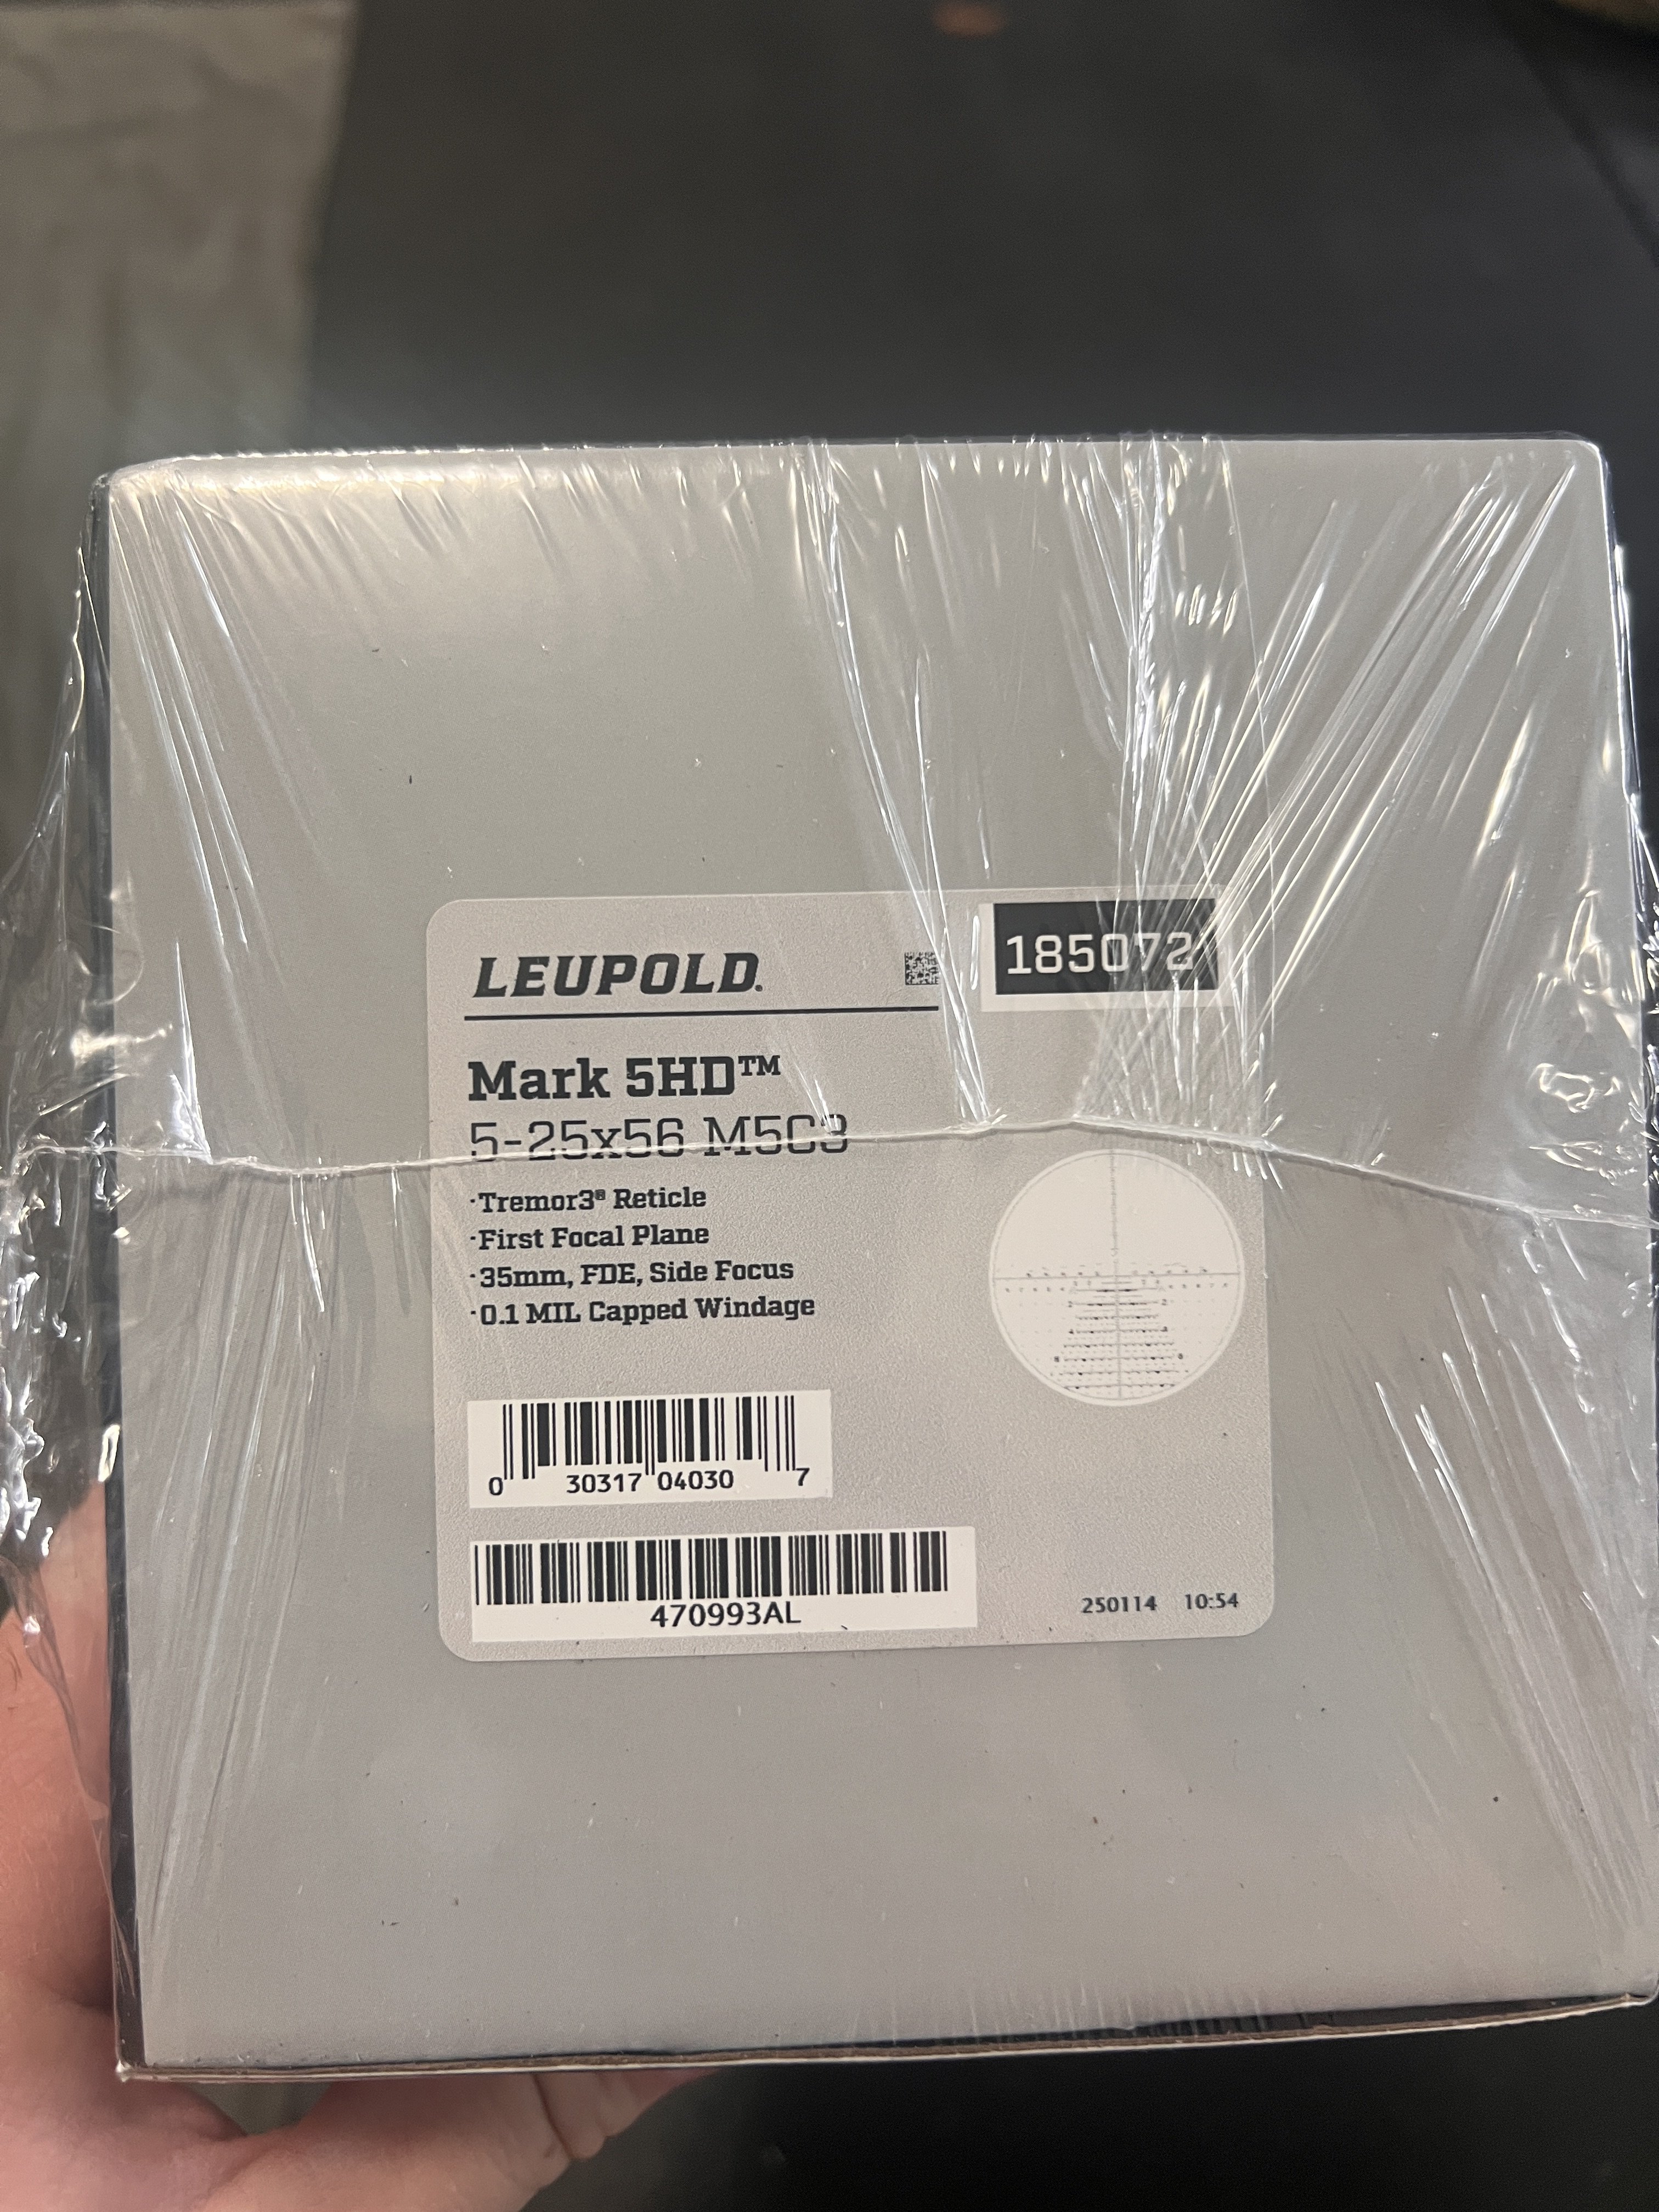 LEUPOLD.
185072
Mark 5HD™
5-25x56 M5C3
·Tremor3® Reticle
·First Focal Plane
·35mm, FDE, Side Focus
·0.1 MIL Capped Windage
0 30317 04030 7
470993AL
250114 10:54